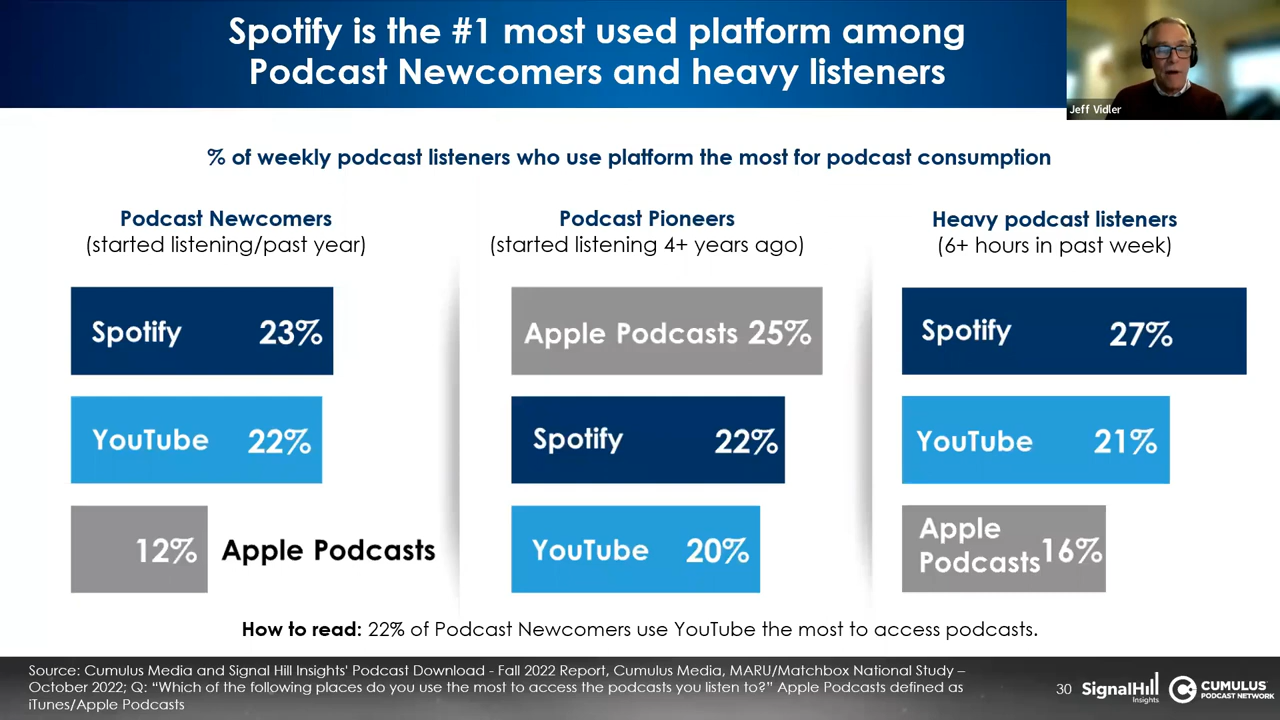 Spotify is the #1 most used platform among
Podcast Newcomers and heavy listeners
Jeff Vidler
% of weekly podcast listeners who use platform the most for podcast consumption
Podcast Newcomers
(started listening/past year)
Spotify 23%
YouTube 22%
12% Apple Podcasts
Podcast Pioneers
(started listening 4+ years ago)
Apple Podcasts 25%
Spotify 22%
YouTube 20%
Heavy podcast listeners
(6+ hours in past week)
Spotify 27%
YouTube 21%
Apple
Podcasts 16%
How to read: 22% of Podcast Newcomers use YouTube the most to access podcasts.
Source: Cumulus Media and Signal Hill Insights' Podcast Download - Fall 2022 Report, Cumulus Media, MARU/Matchbox National Study –
October 2022; Q: “Which of the following places do you use the most to access the podcasts you listen to?” Apple Podcasts defined as
iTunes/Apple Podcasts
30
SignalHill
Insights
CUMULUS
PODCAST NETWORK